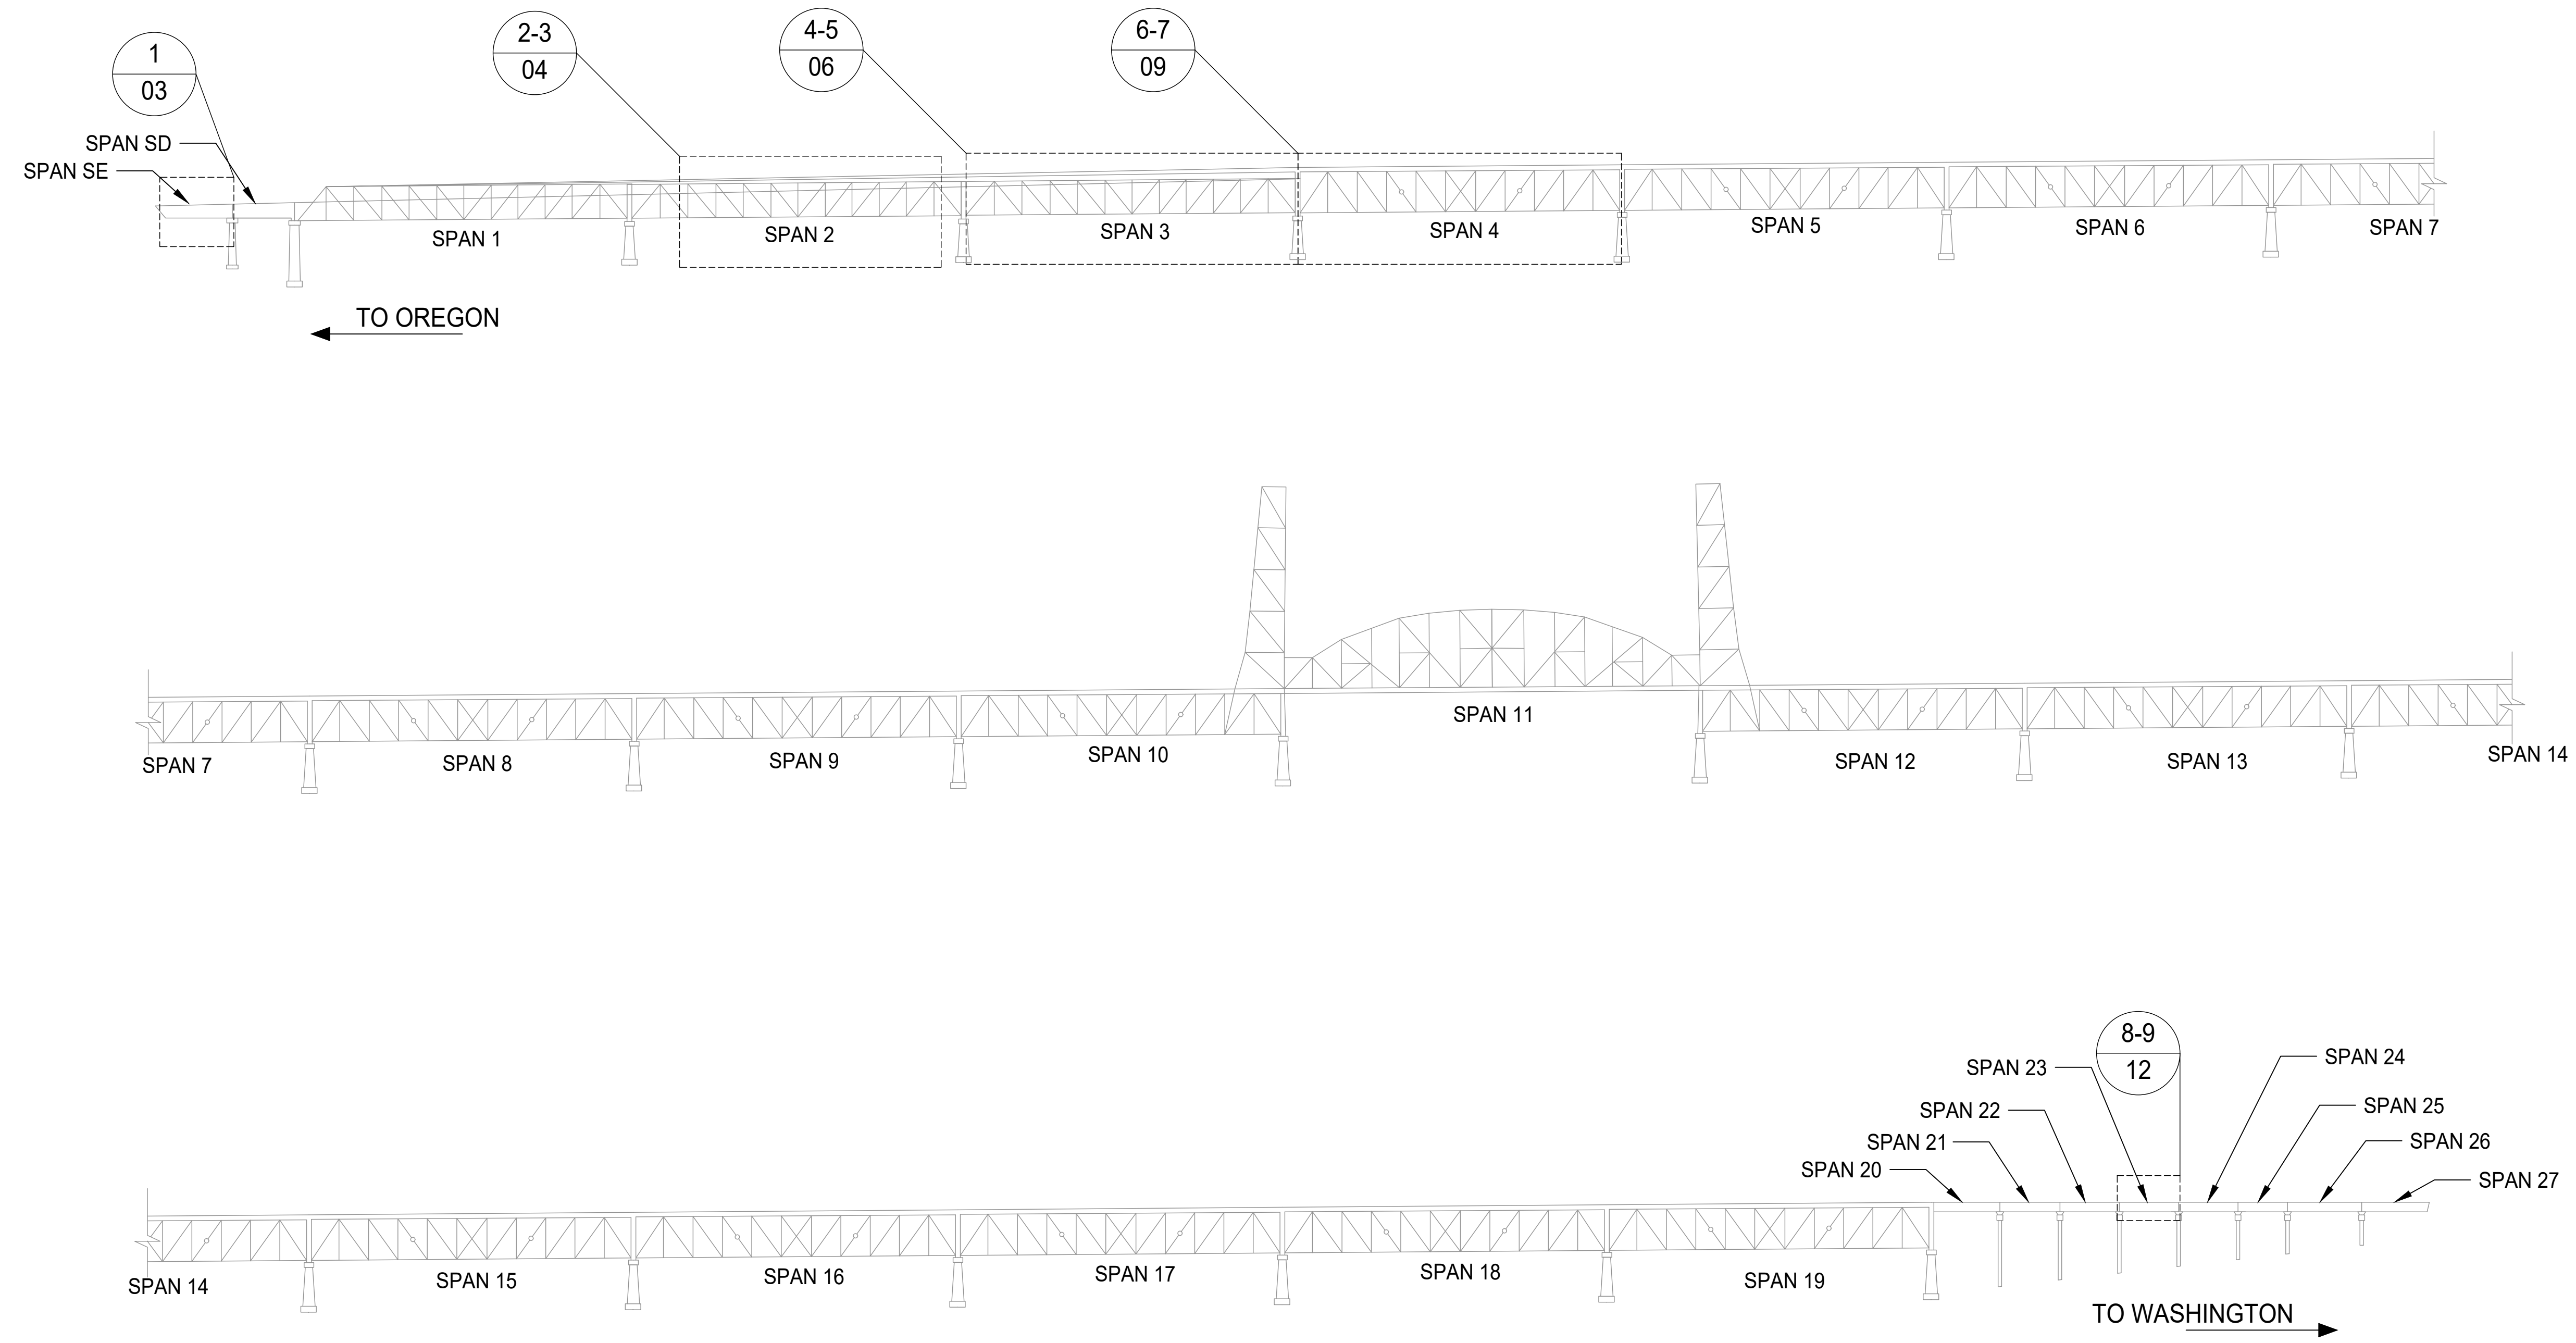 1
03
2-3
04
4-5
06
6-7
09
SPAN SD
SPAN SE
SPAN 1
SPAN 2
SPAN 3
SPAN 4
SPAN 5
SPAN 6
SPAN 7
TO OREGON
SPAN 7
SPAN 8
SPAN 9
SPAN 10
SPAN 11
SPAN 12
SPAN 13
SPAN 14
8-9
12
SPAN 23
SPAN 24
SPAN 22
SPAN 25
SPAN 21
SPAN 26
SPAN 20
SPAN 27
SPAN 14
SPAN 15
SPAN 16
SPAN 17
SPAN 18
SPAN 19
TO WASHINGTON